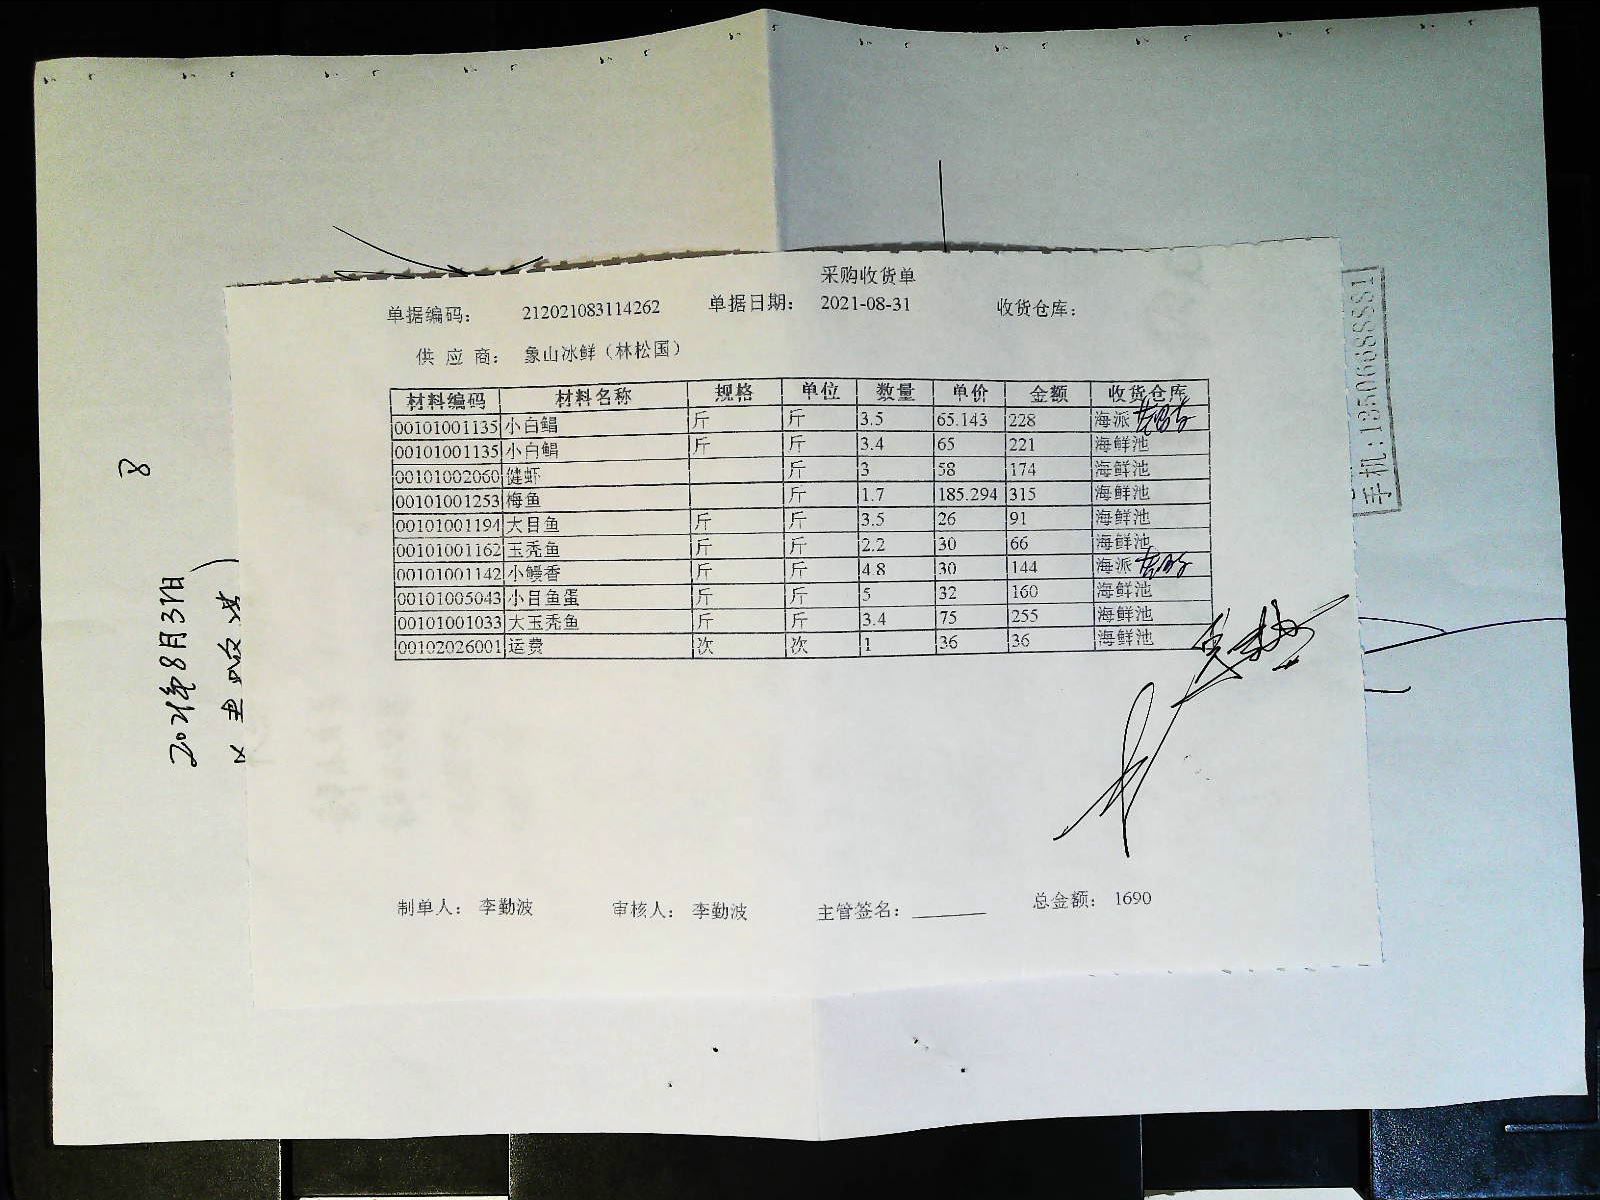 采购收货单
单据编码: 212021083114262 单据日期: 2021-08-31 收货仓库:
供 应 商: 象山冰鲜（林松国）
材料编码 材料名称 规格 单位 数量 单价 金额 收货仓库
00101001135 小白鲳 斤 斤 3.5 65.143 228 海派
00101001135 小白鲳 斤 斤 3.4 65 221 海鲜池
00101002060 健虾 斤 3 58 174 海鲜池
00101001253 梅鱼 斤 1.7 185.294 315 海鲜池
00101001194 大目鱼 斤 斤 3.5 26 91 海鲜池
00101001162 玉秃鱼 斤 斤 2.2 30 66 海鲜池
00101001142 小鳗香 斤 斤 4.8 30 144 海派
00101005043 小目鱼蛋 斤 斤 5 32 160 海鲜池
00101001033 大玉秃鱼 斤 斤 3.4 75 255 海鲜池
00102026001 运费 次 次 1 36 36 海鲜池
制单人: 李勤波 审核人: 李勤波 主管签名: 总金额: 1690
2021年8月31日
手机:13506688881